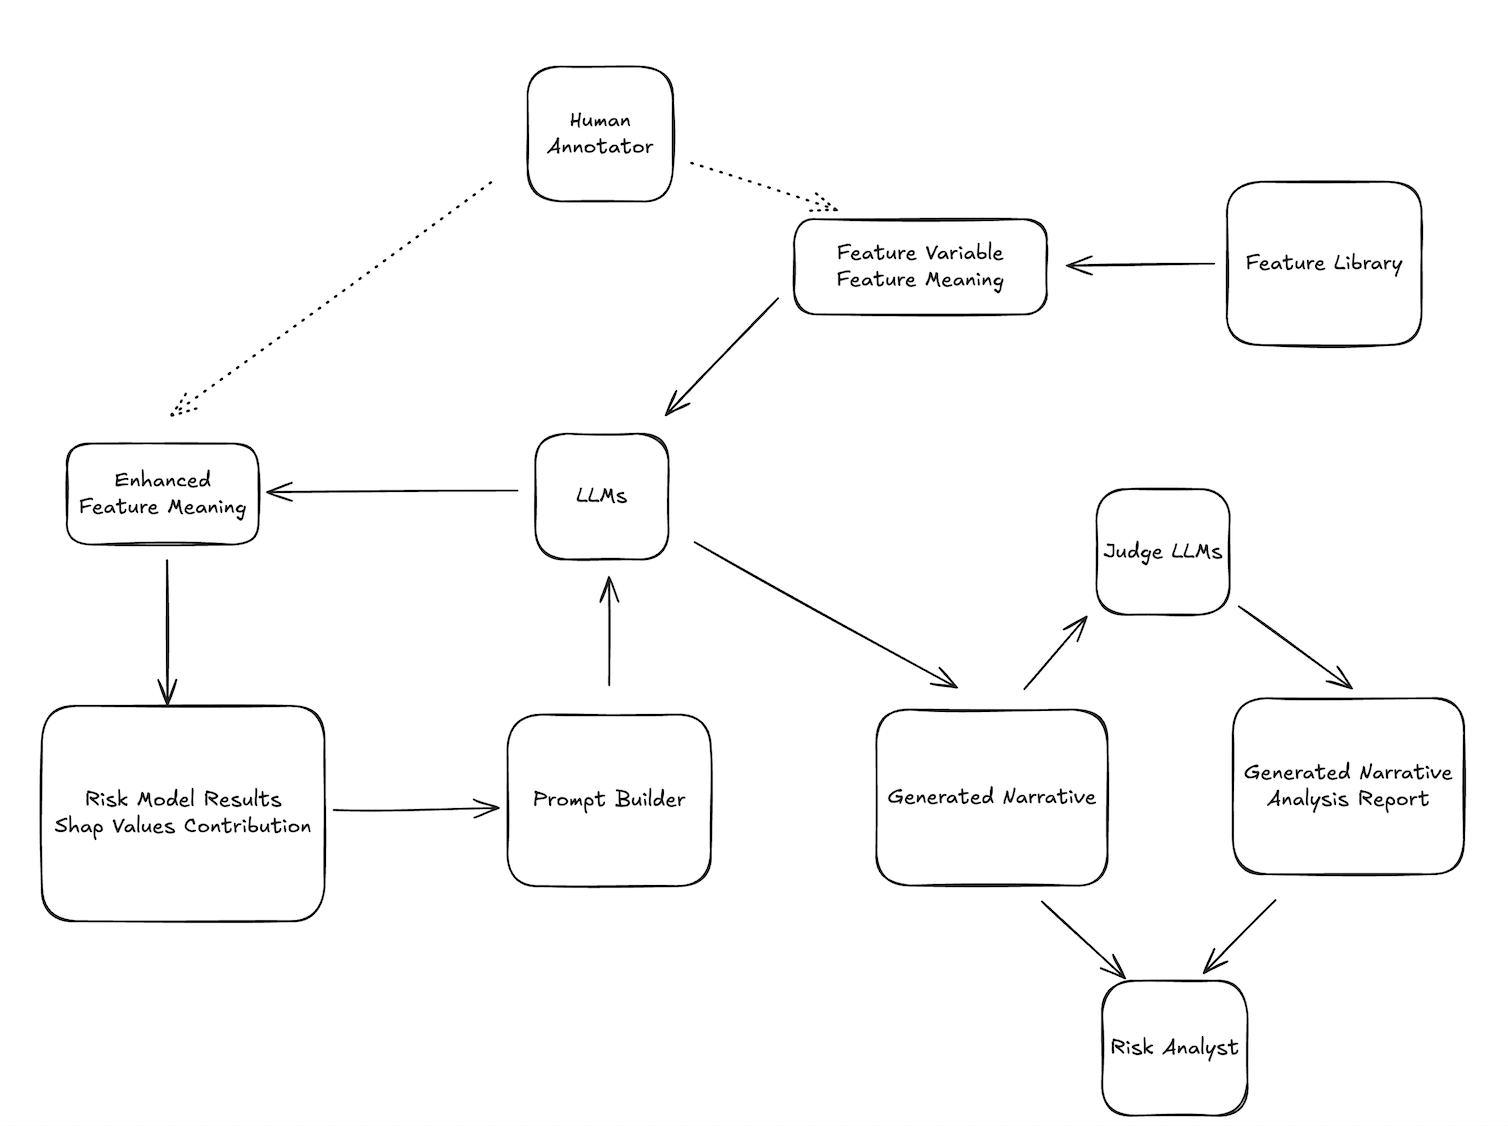 Human
Annotator
Feature Variable
Feature Meaning
Feature Library
Enhanced
Feature Meaning
LLMs
Judge LLMs
Risk Model Results
Shap Values Contribution
Prompt Builder
Generated Narrative
Generated Narrative
Analysis Report
Risk Analyst